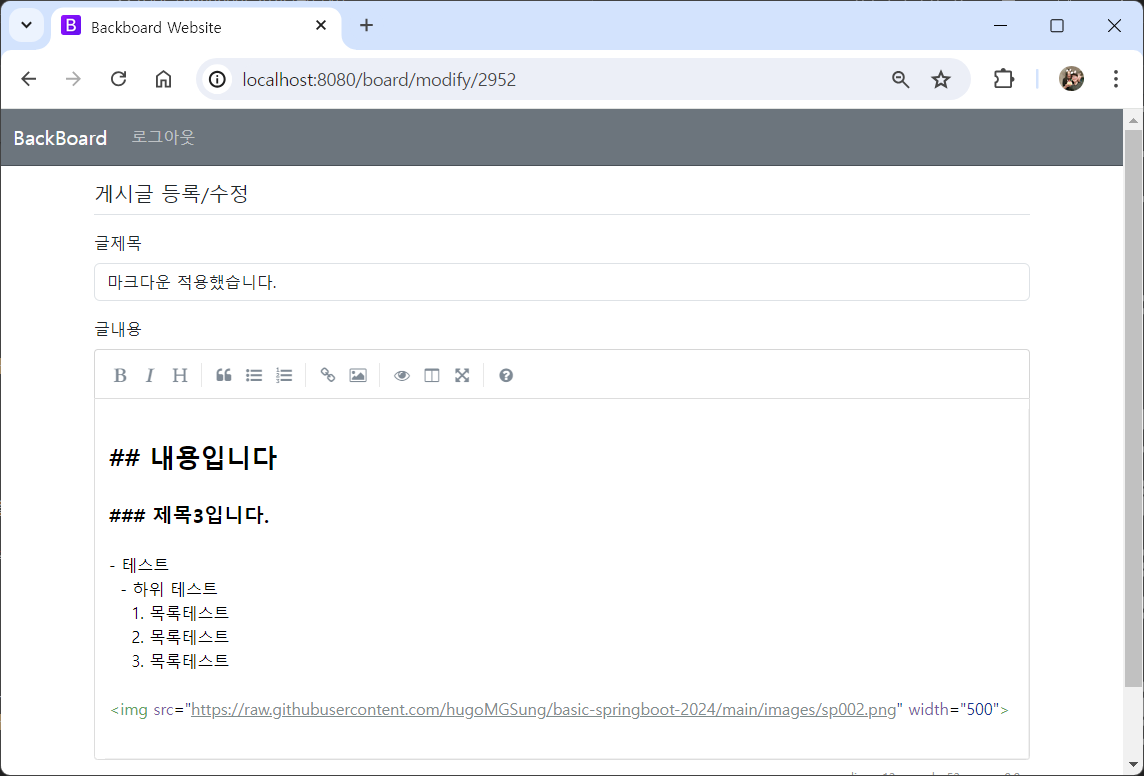 Backboard Website
localhost:8080/board/modify/2952
BackBoard 로그아웃
게시글 등록/수정
글제목
마크다운 적용했습니다.
글내용
B I H
## 내용입니다
### 제목3입니다.
- 테스트
- 하위 테스트
1. 목록테스트
2. 목록테스트
3. 목록테스트
<img src="https://raw.githubusercontent.com/hugoMGSung/basic-springboot-2024/main/images/sp002.png" width="500">